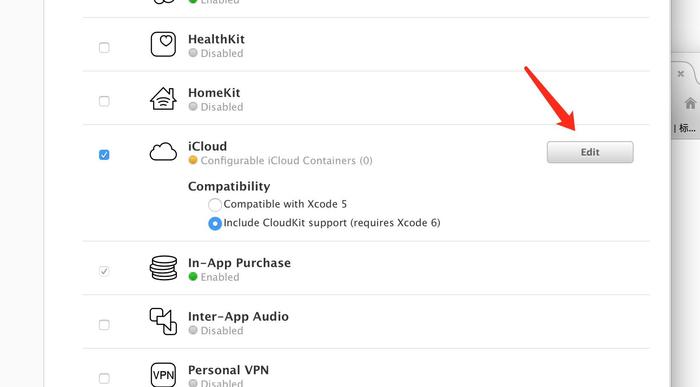 Enabled
HealthKit
Disabled
HomeKit
Disabled
iCloud
Configurable iCloud Containers (0)
Edit
Compatibility
Compatible with Xcode 5
Include CloudKit support (requires Xcode 6)
In-App Purchase
Enabled
Inter-App Audio
Disabled
VPN
Personal VPN
Disabled
| 标...